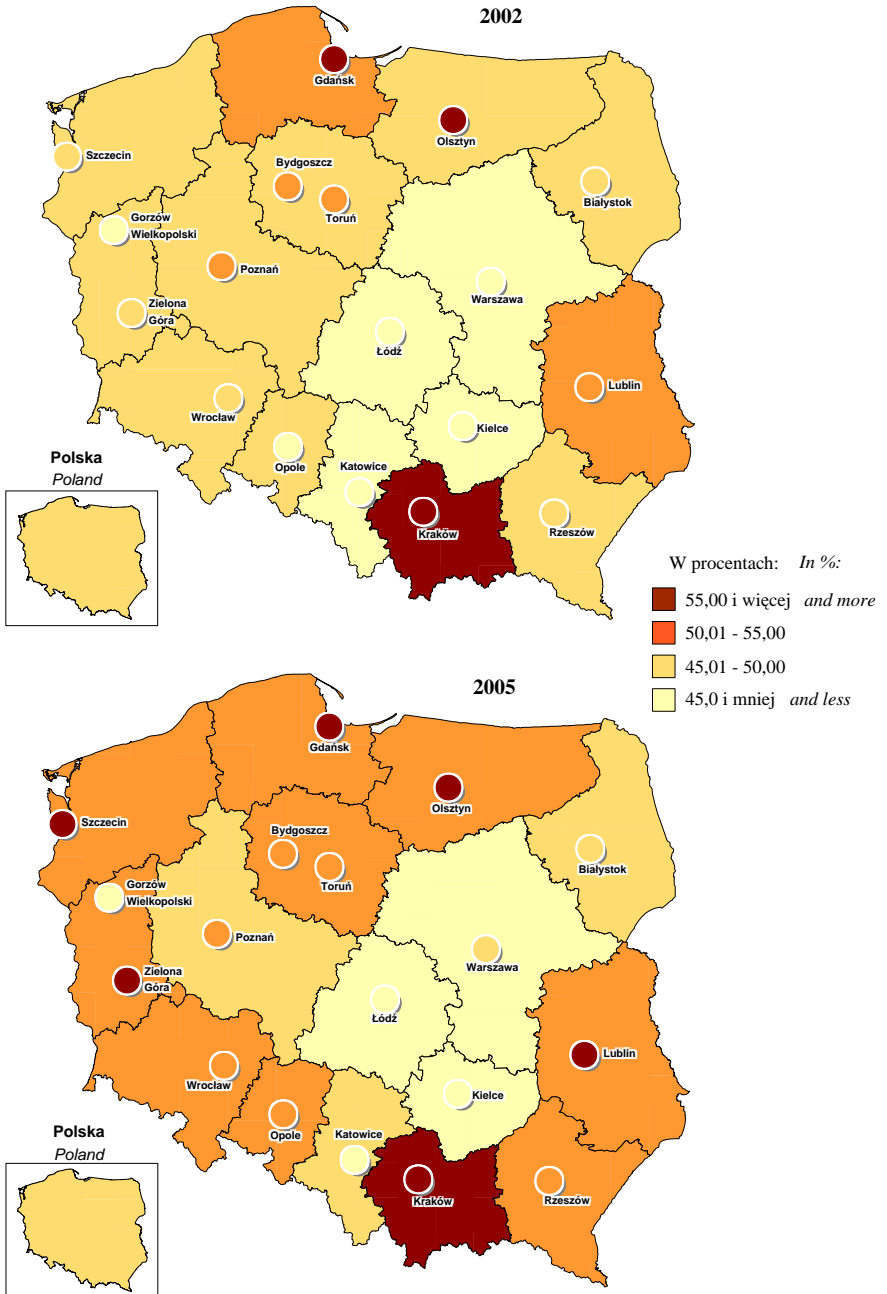 2002
Gdańsk
Olsztyn
Szczecin
Bydgoszcz
Toruń
Białystok
Gorzów
Wielkopolski
Poznań
Warszawa
Zielona
Góra
Łódź
Lublin
Wrocław
Kielce
Opole
Katowice
Kraków
Rzeszów
Polska
Poland
W procentach: In %:
55,00 i więcej and more
50,01 - 55,00
45,01 - 50,00
45,0 i mniej and less
2005
Gdańsk
Olsztyn
Szczecin
Bydgoszcz
Toruń
Białystok
Gorzów
Wielkopolski
Poznań
Warszawa
Zielona
Góra
Łódź
Lublin
Wrocław
Kielce
Opole
Katowice
Kraków
Rzeszów
Polska
Poland